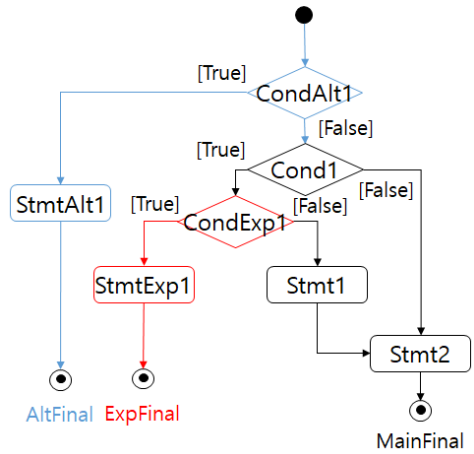 [True]
CondAlt1
[False]
[True]
Cond1
[False]
StmtAlt1
[True]
CondExp1
[False]
StmtExp1
Stmt1
Stmt2
AltFinal
ExpFinal
MainFinal